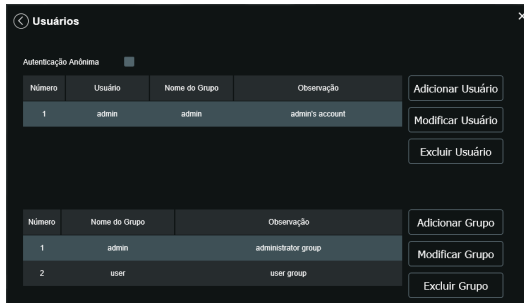 Usuários
Autenticação Anônima
Número Usuário Nome do Grupo Observação
1 admin admin admin's account
Adicionar Usuário
Modificar Usuário
Excluir Usuário
Número Nome do Grupo Observação
1 admin administrator group
2 user user group
Adicionar Grupo
Modificar Grupo
Excluir Grupo